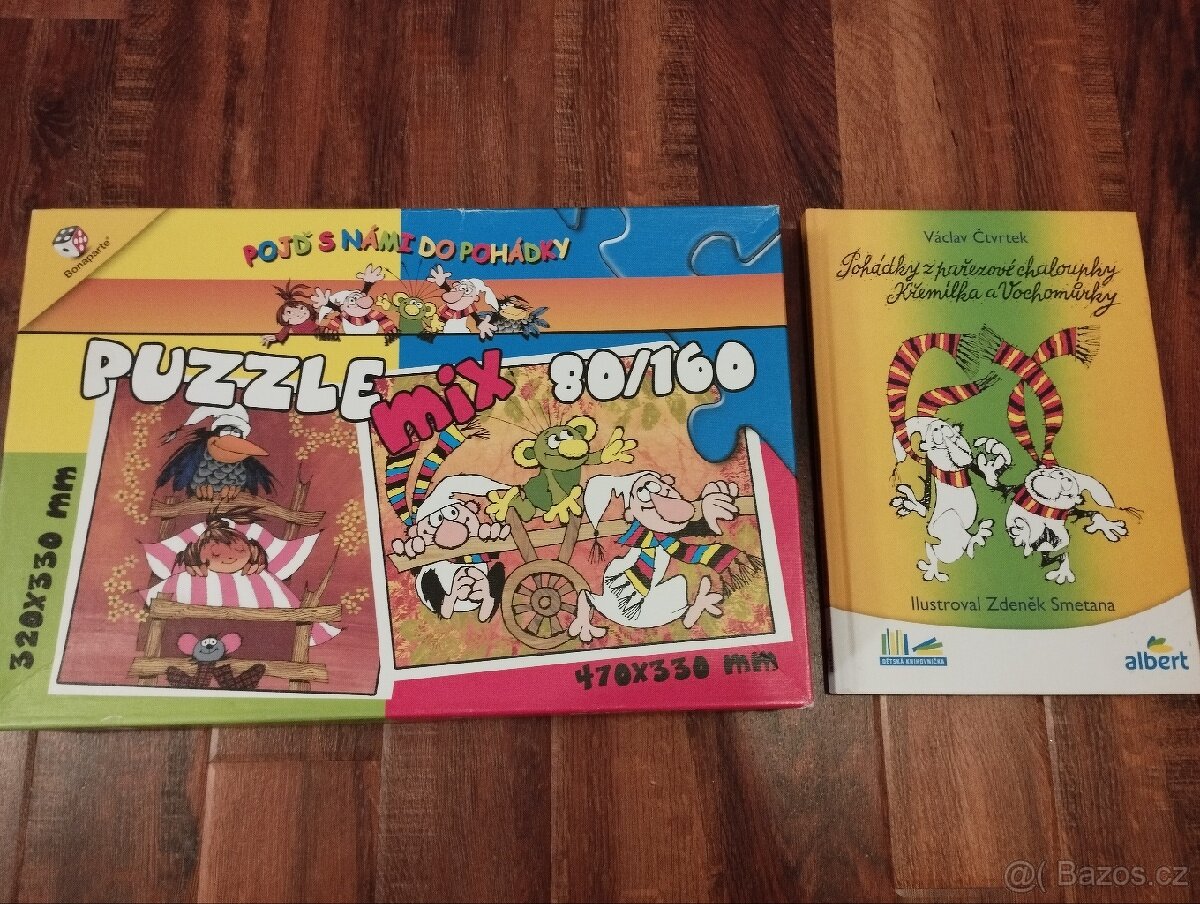 Bonaparte®
POJĎ S NÁMI DO POHÁDKY
PUZZLE mix 80/160
320x330 mm
470x330 mm
Václav Čtvrtek
Pohádky z pařezové chaloupky
Křemílka a Vochomůrky
Ilustroval Zdeněk Smetana
DĚTSKÁ KNIHOVNIČKA
albert
@( Bazos.cz